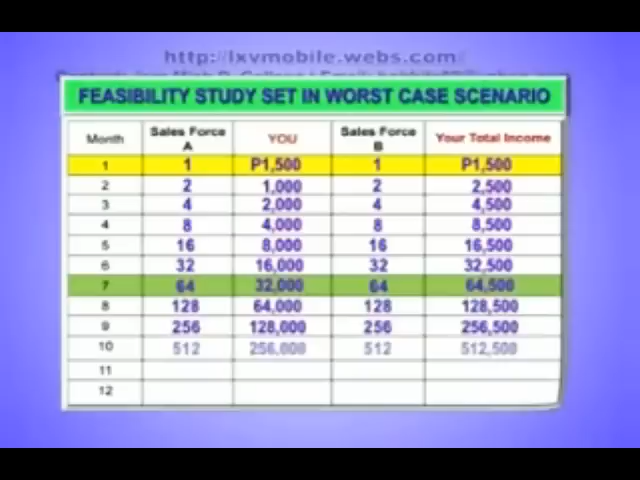 http://lxvmobile.webs.com/
FEASIBILITY STUDY SET IN WORST CASE SCENARIO
Month Sales Force A YOU Sales Force B Your Total Income
1 1 P1,500 1 P1,500
2 2 1,000 2 2,500
3 4 2,000 4 4,500
4 8 4,000 8 8,500
5 16 8,000 16 16,500
6 32 16,000 32 32,500
7 64 32,000 64 64,500
8 128 64,000 128 128,500
9 256 128,000 256 256,500
10 512 256,000 512 512,500
11
12